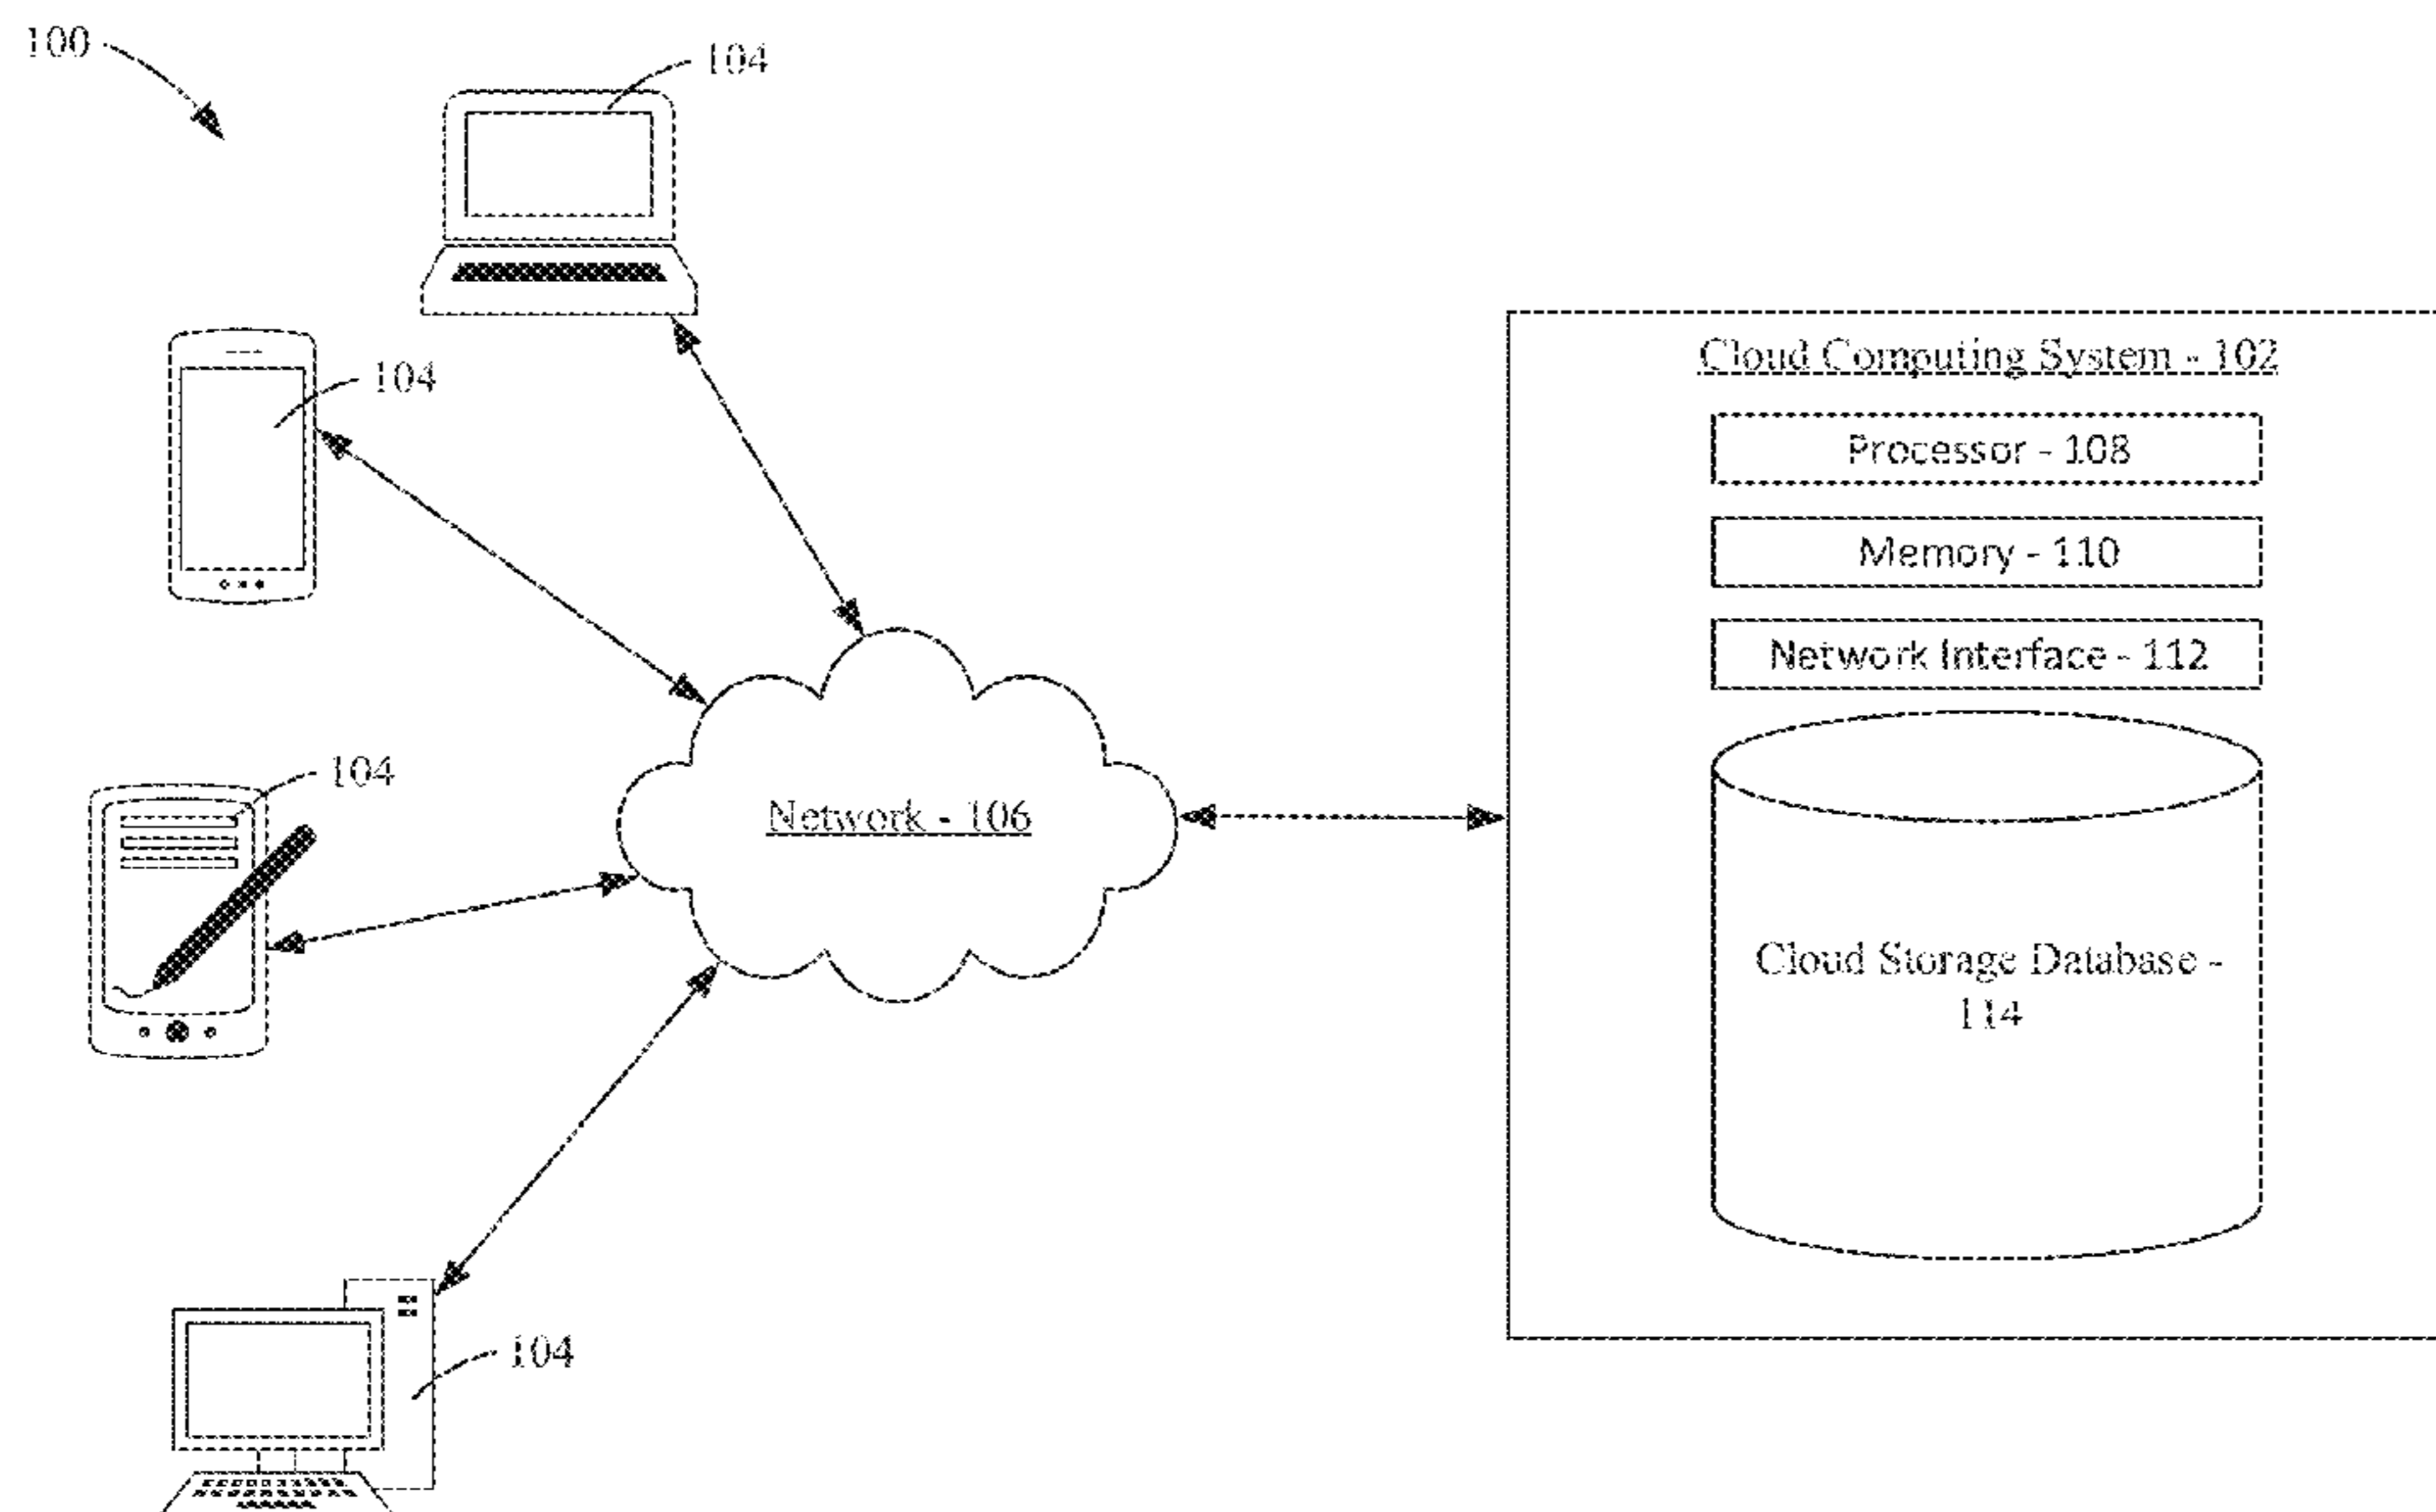 100
104
104
Cloud Computing System - 102
Processor - 108
Memory - 110
Network Interface - 112
104
Network - 106
Cloud Storage Database -
114
104